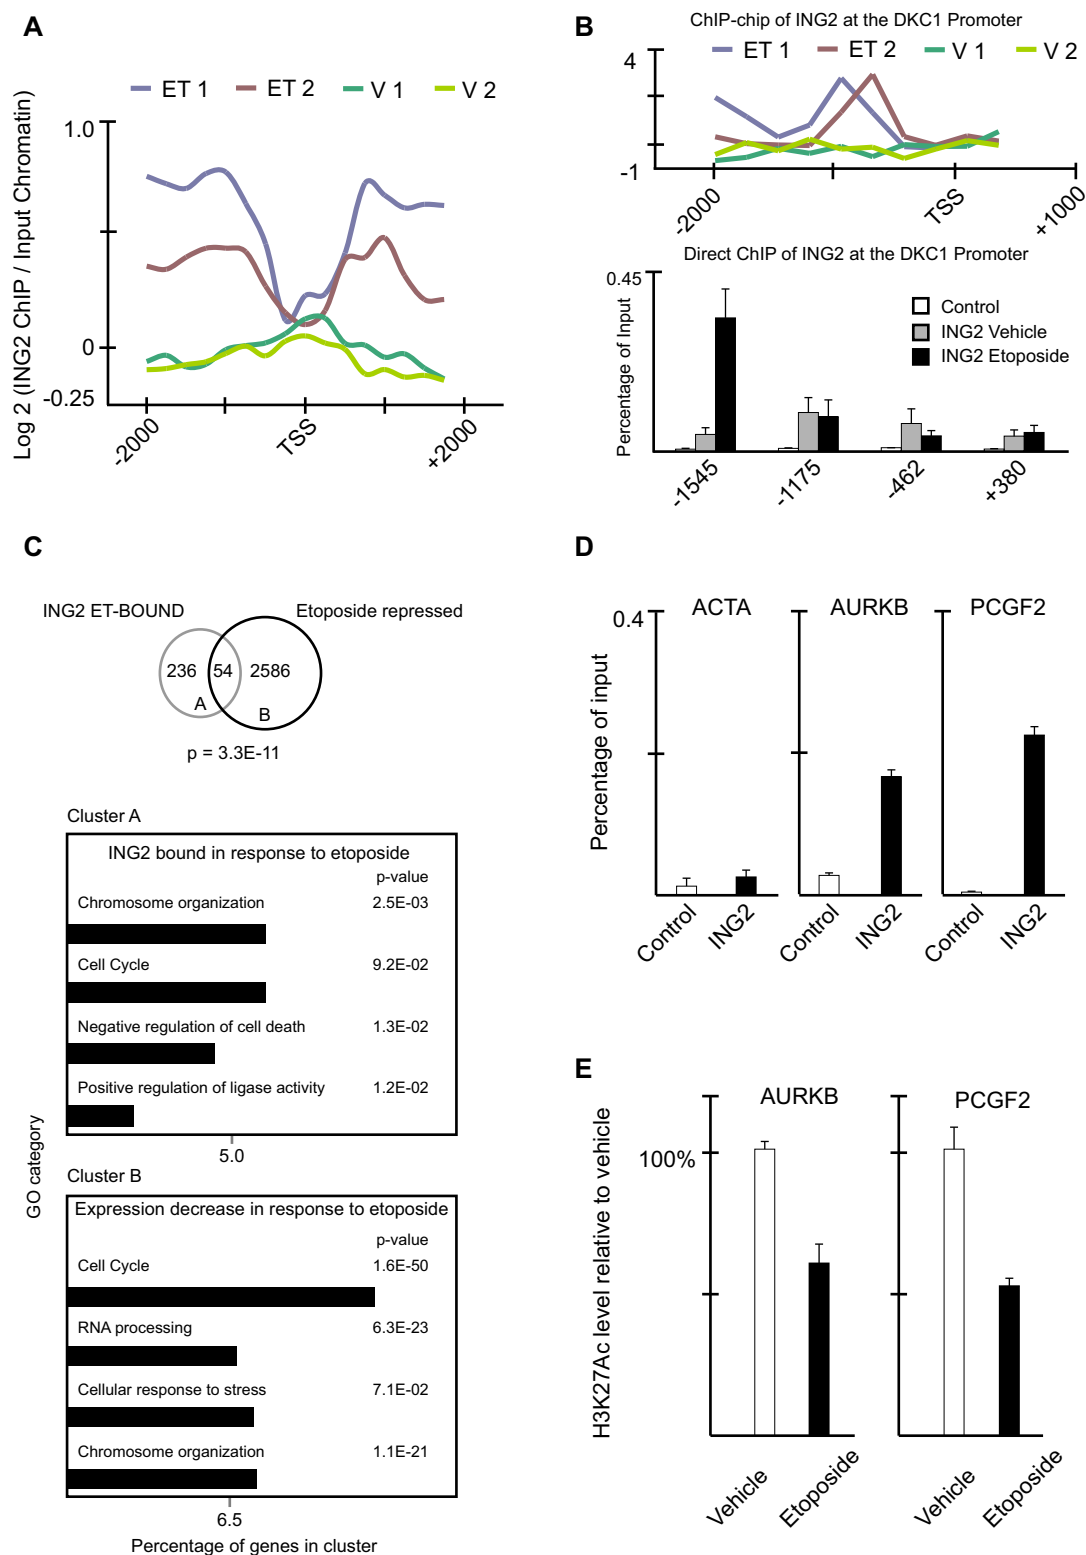 A
ET 1 ET 2 V 1 V 2
1.0
0
-0.25
Log 2 (ING2 ChIP / Input Chromatin)
-2000 TSS +2000
B
ChIP-chip of ING2 at the DKC1 Promoter
ET 1 ET 2 V 1 V 2
4
-1
-2000 TSS +1000
Direct ChIP of ING2 at the DKC1 Promoter
0.45
Percentage of Input
Control
ING2 Vehicle
ING2 Etoposide
-1545 -1175 -462 +380
C
ING2 ET-BOUND Etoposide repressed
236 54 2586
A B
p = 3.3E-11
Cluster A
ING2 bound in response to etoposide
p-value
Chromosome organization 2.5E-03
Cell Cycle 9.2E-02
Negative regulation of cell death 1.3E-02
Positive regulation of ligase activity 1.2E-02
5.0
GO category
Cluster B
Expression decrease in response to etoposide
p-value
Cell Cycle 1.6E-50
RNA processing 6.3E-23
Cellular response to stress 7.1E-02
Chromosome organization 1.1E-21
6.5
Percentage of genes in cluster
D
ACTA AURKB PCGF2
0.4
Percentage of input
Control ING2 Control ING2 Control ING2
E
AURKB PCGF2
100%
H3K27Ac level relative to vehicle
Vehicle Etoposide Vehicle Etoposide